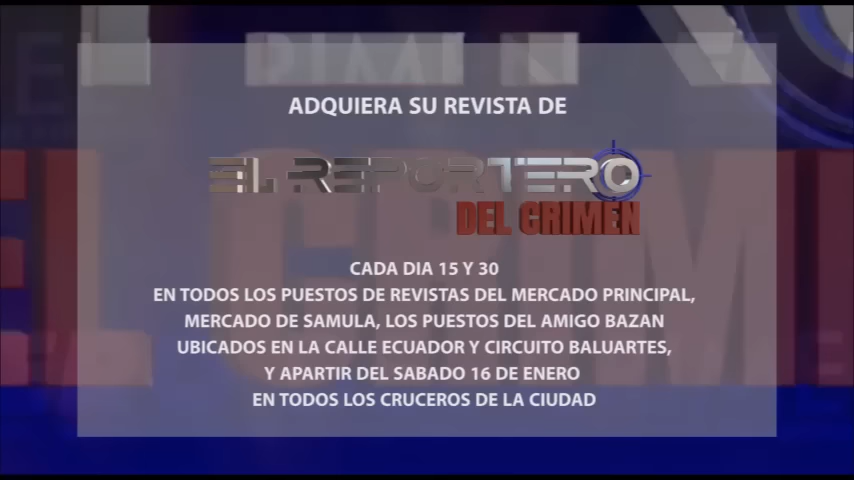 ADQUIERA SU REVISTA DE
EL REPORTERO
DEL CRIMEN
CADA DIA 15 Y 30
EN TODOS LOS PUESTOS DE REVISTAS DEL MERCADO PRINCIPAL,
MERCADO DE SAMULA, LOS PUESTOS DEL AMIGO BAZAN
UBICADOS EN LA CALLE ECUADOR Y CIRCUITO BALUARTES,
Y APARTIR DEL SABADO 16 DE ENERO
EN TODOS LOS CRUCEROS DE LA CIUDAD